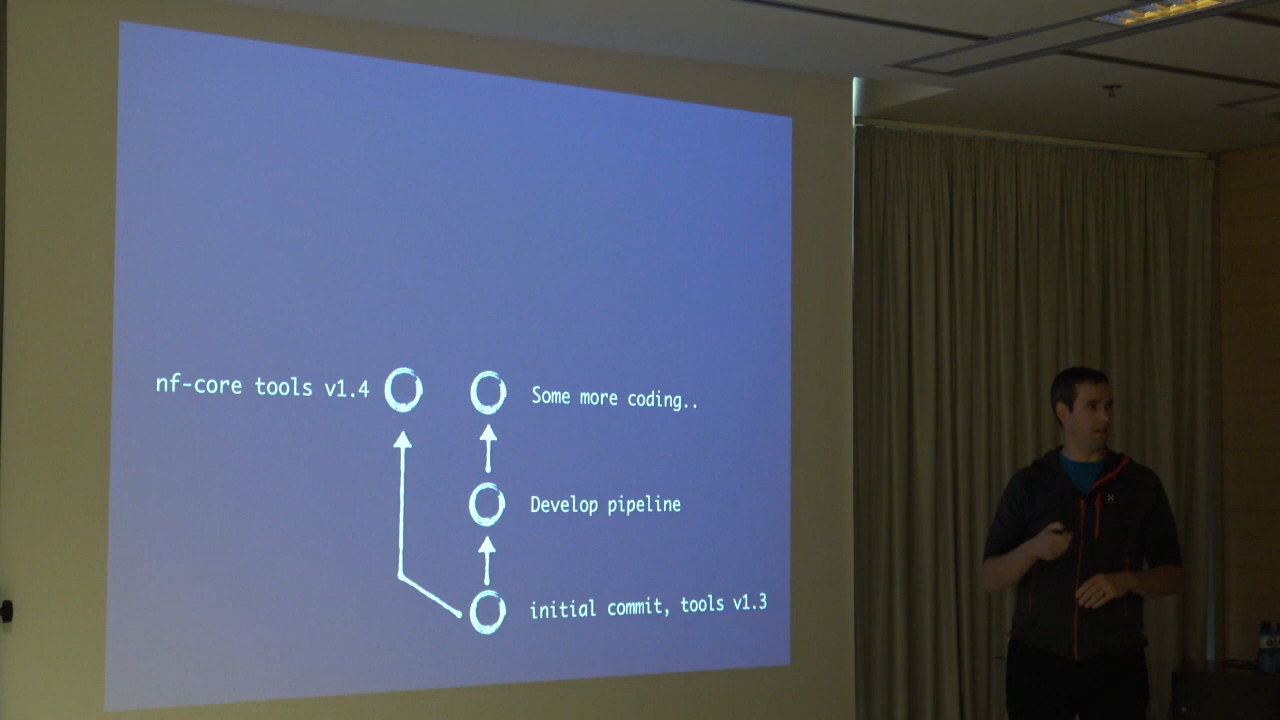 nf-core tools v1.4
Some more coding..
Develop pipeline
initial commit, tools v1.3